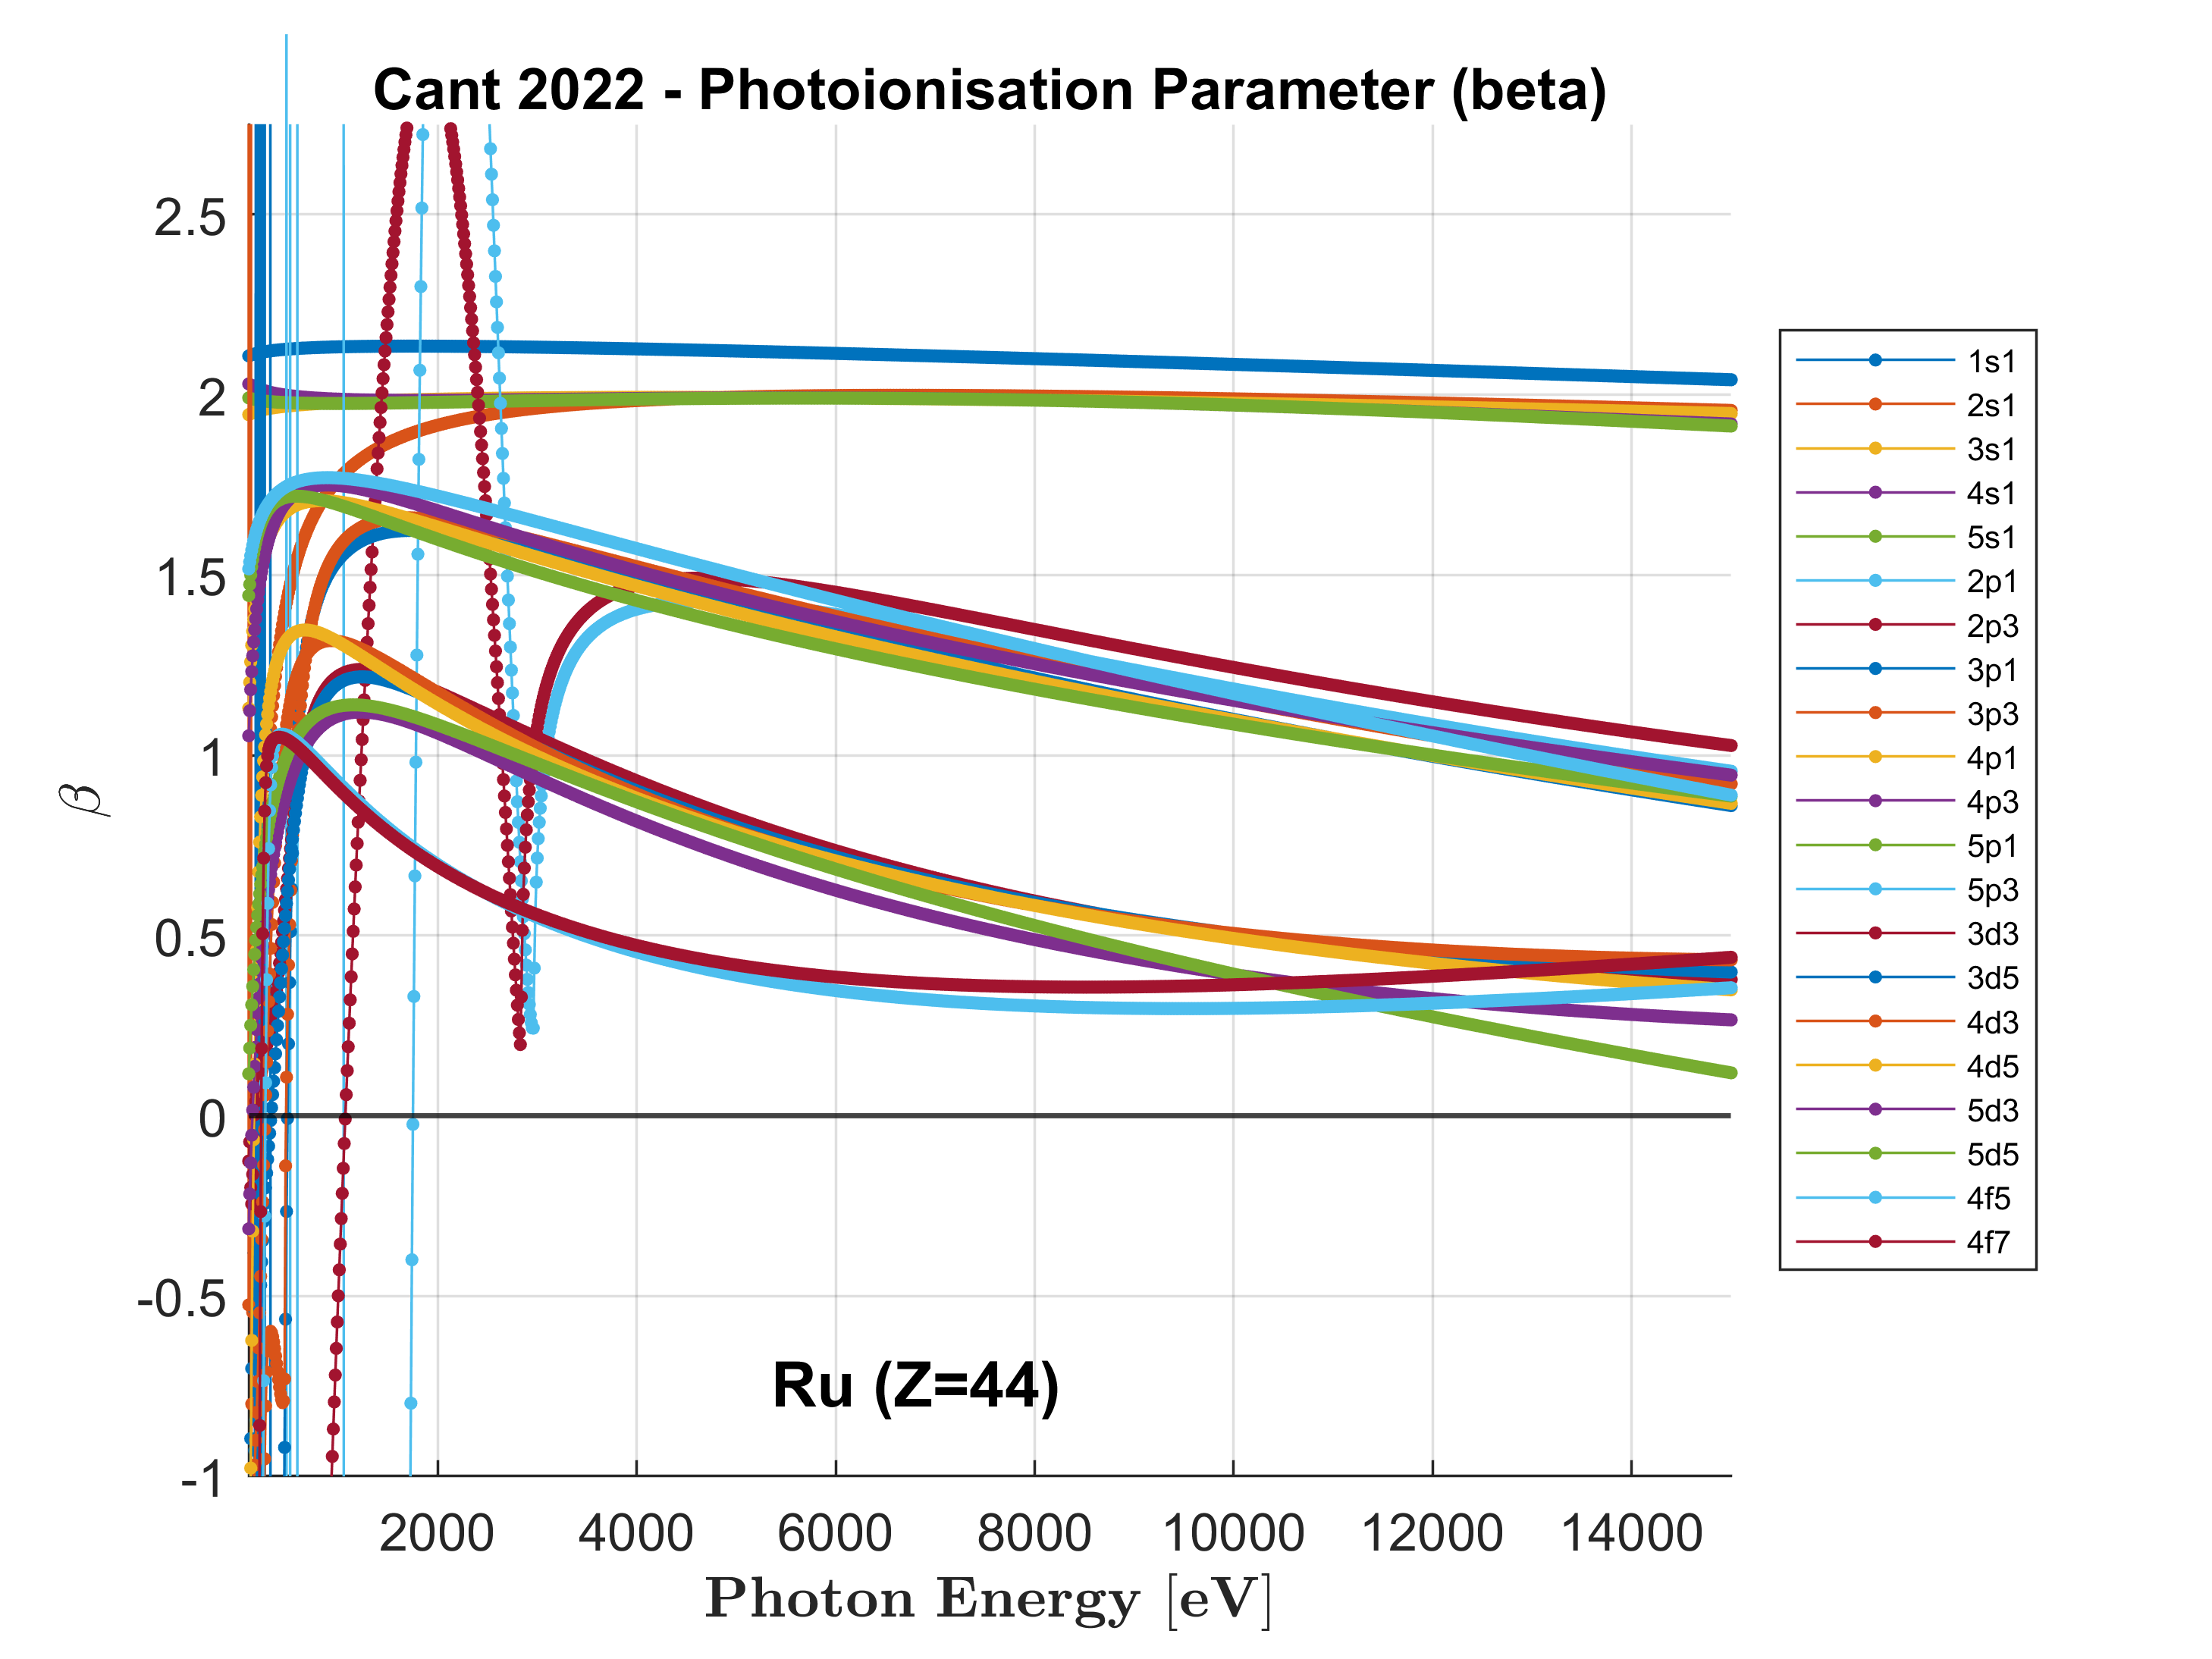 Cant 2022 - Photoionisation Parameter (beta)
2.5
2
1.5
1
0.5
0
-0.5
-1
β
Ru (Z=44)
2000 4000 6000 8000 10000 12000 14000
Photon Energy [eV]
1s1
2s1
3s1
4s1
5s1
2p1
2p3
3p1
3p3
4p1
4p3
5p1
5p3
3d3
3d5
4d3
4d5
5d3
5d5
4f5
4f7